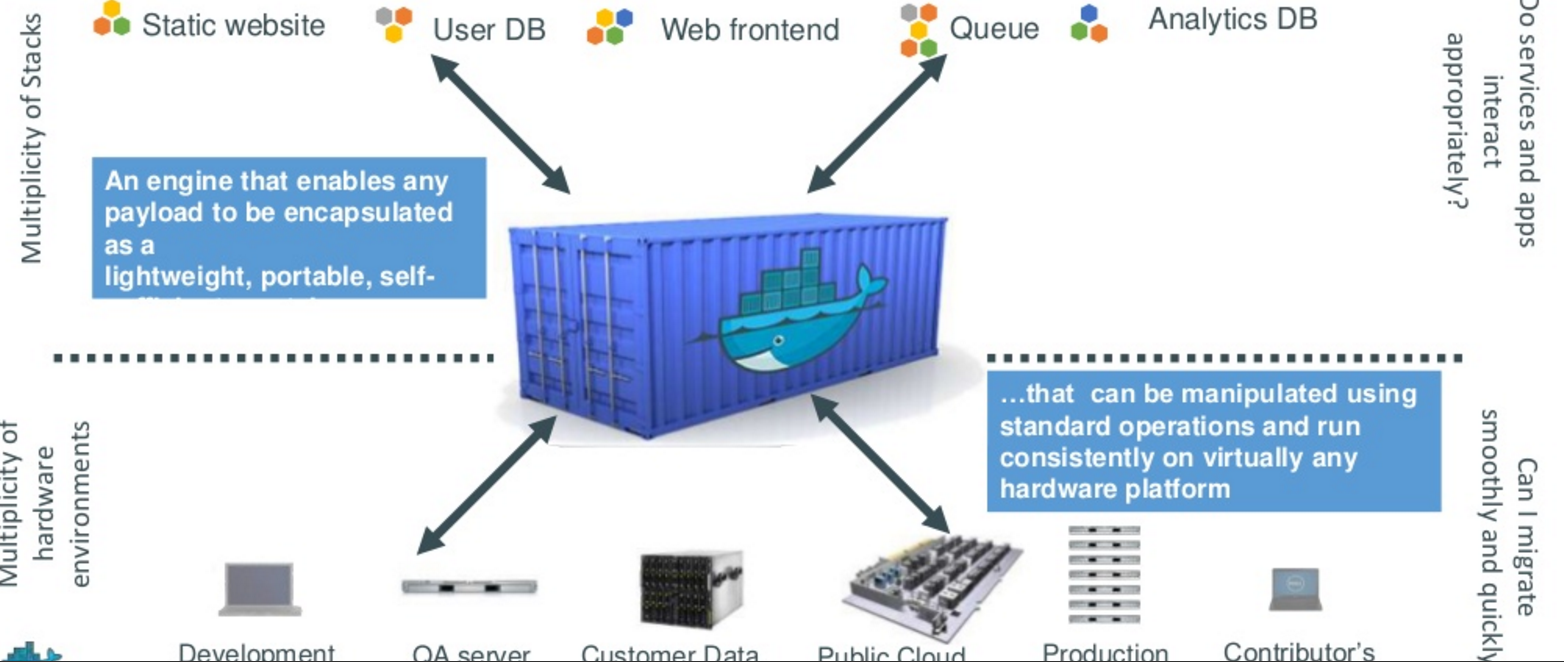 Static website
User DB
Web frontend
Queue
Analytics DB
Multiplicity of Stacks
Do services and apps
interact
appropriately?
An engine that enables any
payload to be encapsulated
as a
lightweight, portable, self-
…that can be manipulated using
standard operations and run
consistently on virtually any
hardware platform
Multiplicity of
hardware
environments
Can I migrate
smoothly and quickly
Development
QA server
Customer Data
Public Cloud
Production
Contributor’s